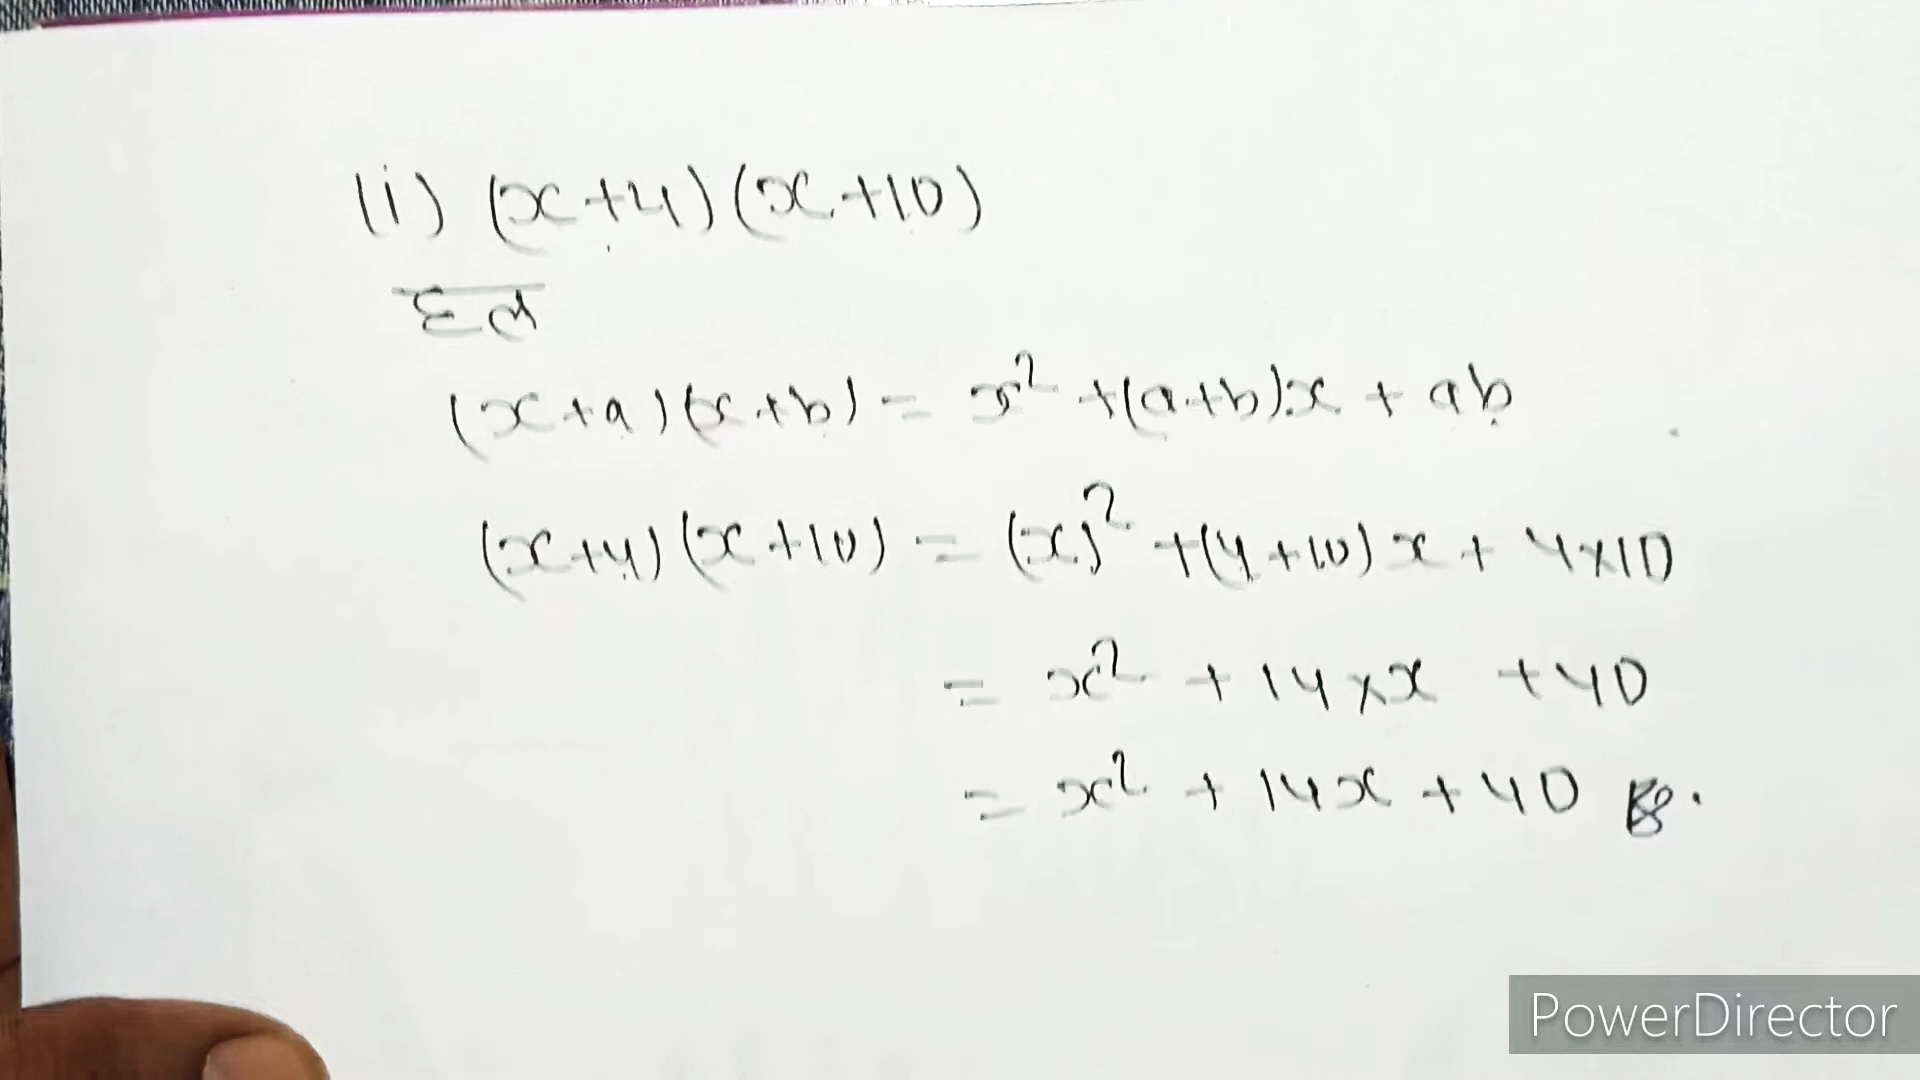 (i) (x+4)(x+10)
हल
(x+a)(x+b) = x² +(a+b)x + ab
(x+4)(x+10) = (x)² +(4+10)x + 4×10
= x² + 14×x +40
= x² + 14x + 40
PowerDirector